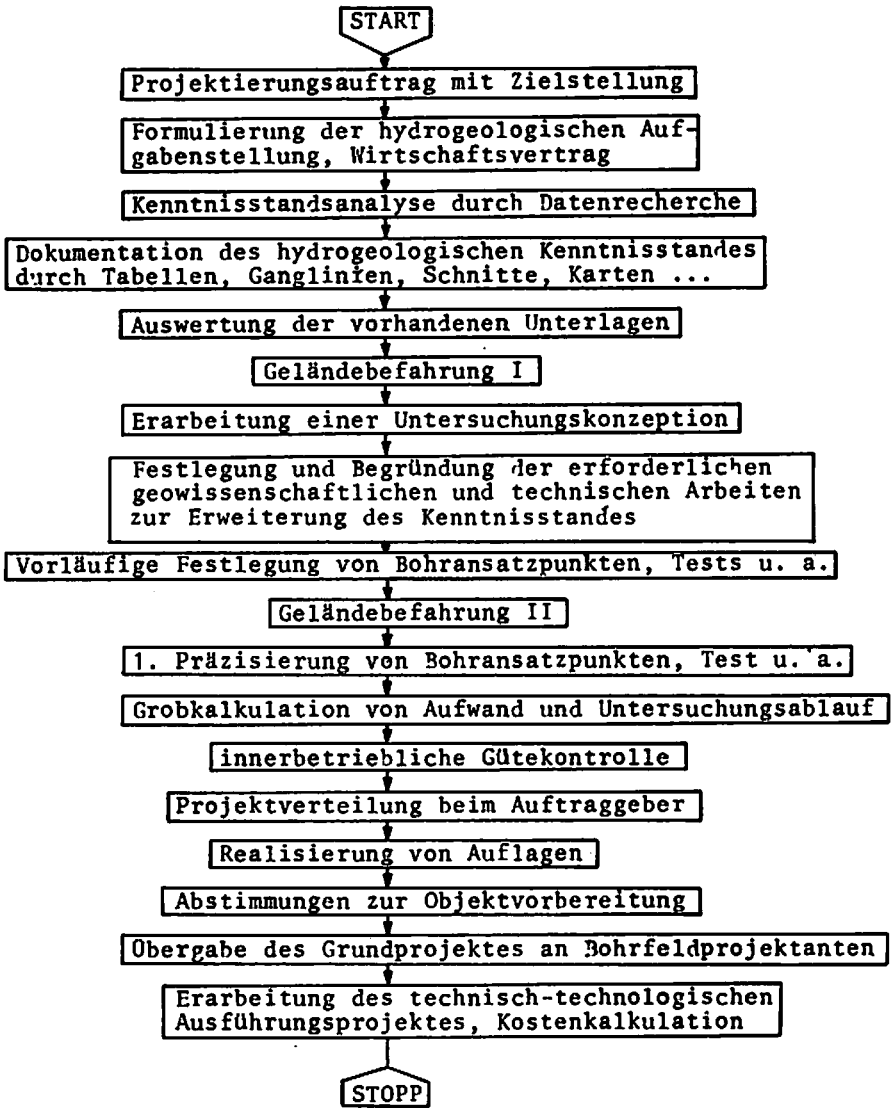 START
Projektierungsauftrag mit Zielstellung
Formulierung der hydrogeologischen Auf-
gabenstellung, Wirtschaftsvertrag
Kenntnisstandsanalyse durch Datenrecherche
Dokumentation des hydrogeologischen Kenntnisstandes
durch Tabellen, Ganglinien, Schnitte, Karten ...
Auswertung der vorhandenen Unterlagen
Geländebefahrung I
Erarbeitung einer Untersuchungskonzeption
Festlegung und Begründung der erforderlichen
geowissenschaftlichen und technischen Arbeiten
zur Erweiterung des Kenntnisstandes
Vorläufige Festlegung von Bohransatzpunkten, Tests u. a.
Geländebefahrung II
1. Präzisierung von Bohransatzpunkten, Test u. a.
Grobkalkulation von Aufwand und Untersuchungsablauf
innerbetriebliche Gütekontrolle
Projektverteilung beim Auftraggeber
Realisierung von Auflagen
Abstimmungen zur Objektvorbereitung
Übergabe des Grundprojektes an Bohrfeldprojektanten
Erarbeitung des technisch-technologischen
Ausführungsprojektes, Kostenkalkulation
STOPP